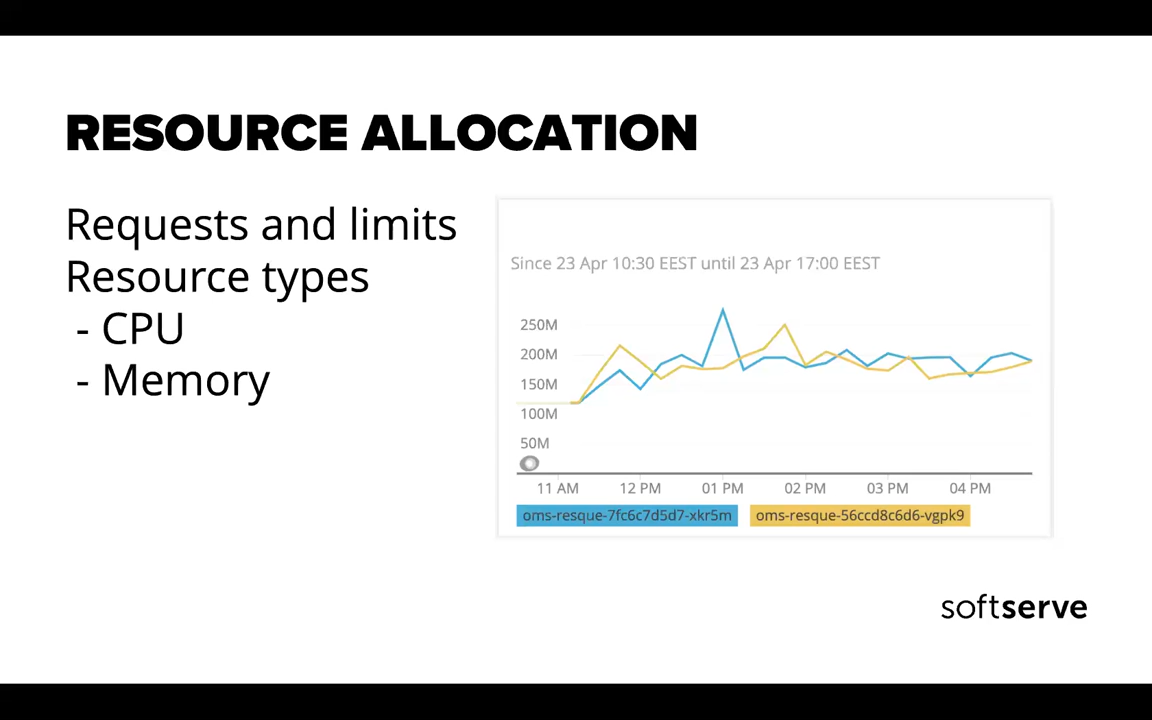 RESOURCE ALLOCATION
Requests and limits
Resource types
- CPU
- Memory
Since 23 Apr 10:30 EEST until 23 Apr 17:00 EEST
250M
200M
150M
100M
50M
11 AM 12 PM 01 PM 02 PM 03 PM 04 PM
oms-resque-7fc6c7d5d7-xkr5m oms-resque-56ccd8c6d6-vgpk9
softserve